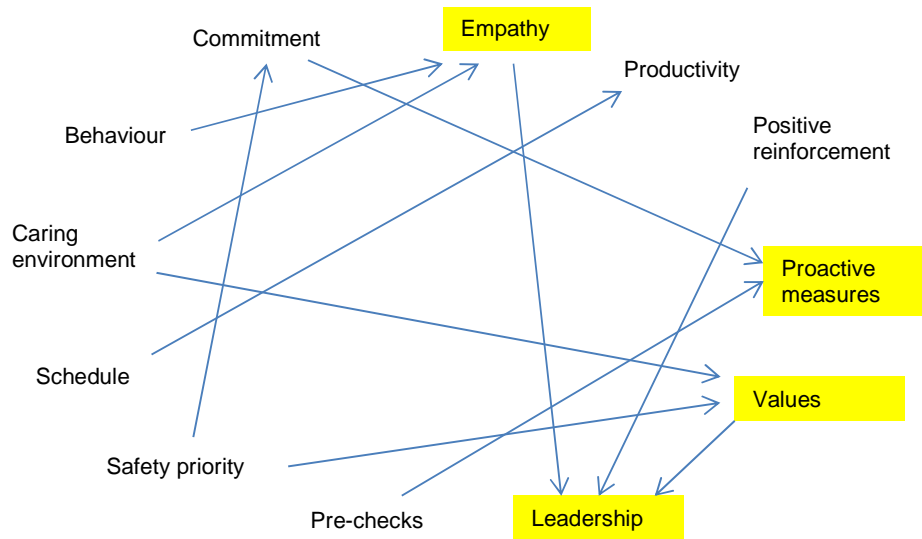 Empathy
Commitment
Productivity
Behaviour
Positive
reinforcement
Caring
environment
Proactive
measures
Schedule
Values
Safety priority
Pre-checks
Leadership